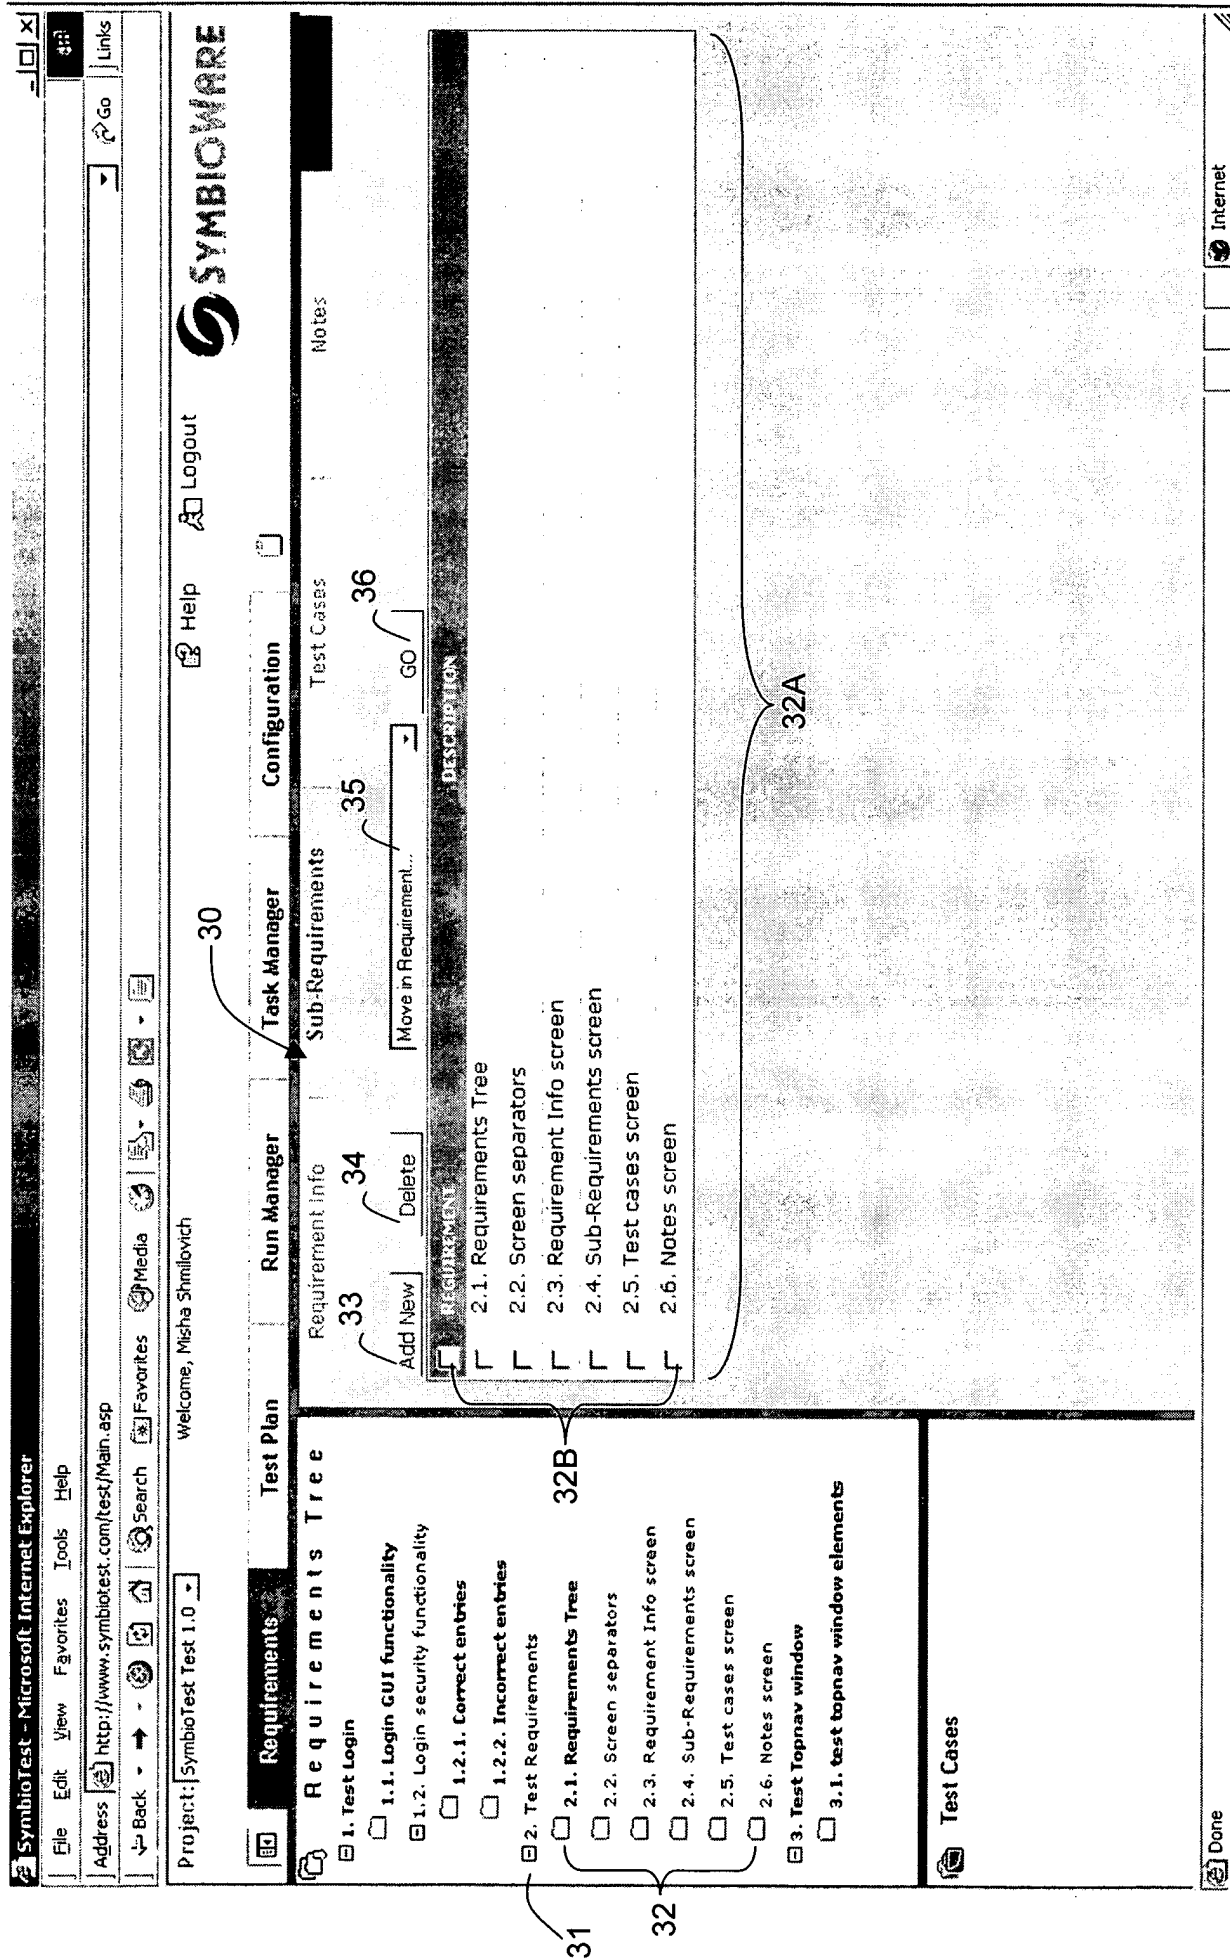 SymbioTest - Microsoft Internet Explorer
File Edit View Favorites Tools Help
Address http://www.symbiotest.com/test/Main.asp Go Links
Back Search Favorites Media
Project: SymbioTest Test 1.0 Welcome, Misha Shmilovich Help Logout SYMBIOWARE
30
Requirements Test Plan Run Manager Task Manager Configuration
Requirements Tree
1. Test Login
1.1. Login GUI functionality
1.2. Login security functionality
1.2.1. Correct entries
1.2.2. Incorrect entries
2. Test Requirements
2.1. Requirements Tree
2.2. Screen separators
2.3. Requirement Info screen
2.4. Sub-Requirements screen
2.5. Test cases screen
2.6. Notes screen
3. Test Topnav window
3.1. test topnav window elements
31
32
Test Cases
Requirement Info Sub-Requirements Test Cases Notes
33 34 35 36
Add New Delete Move in Requirement... GO
REQUIREMENT DESCRIPTION
2.1. Requirements Tree
2.2. Screen separators
2.3. Requirement Info screen
2.4. Sub-Requirements screen
2.5. Test cases screen
2.6. Notes screen
32B
32A
Done Internet